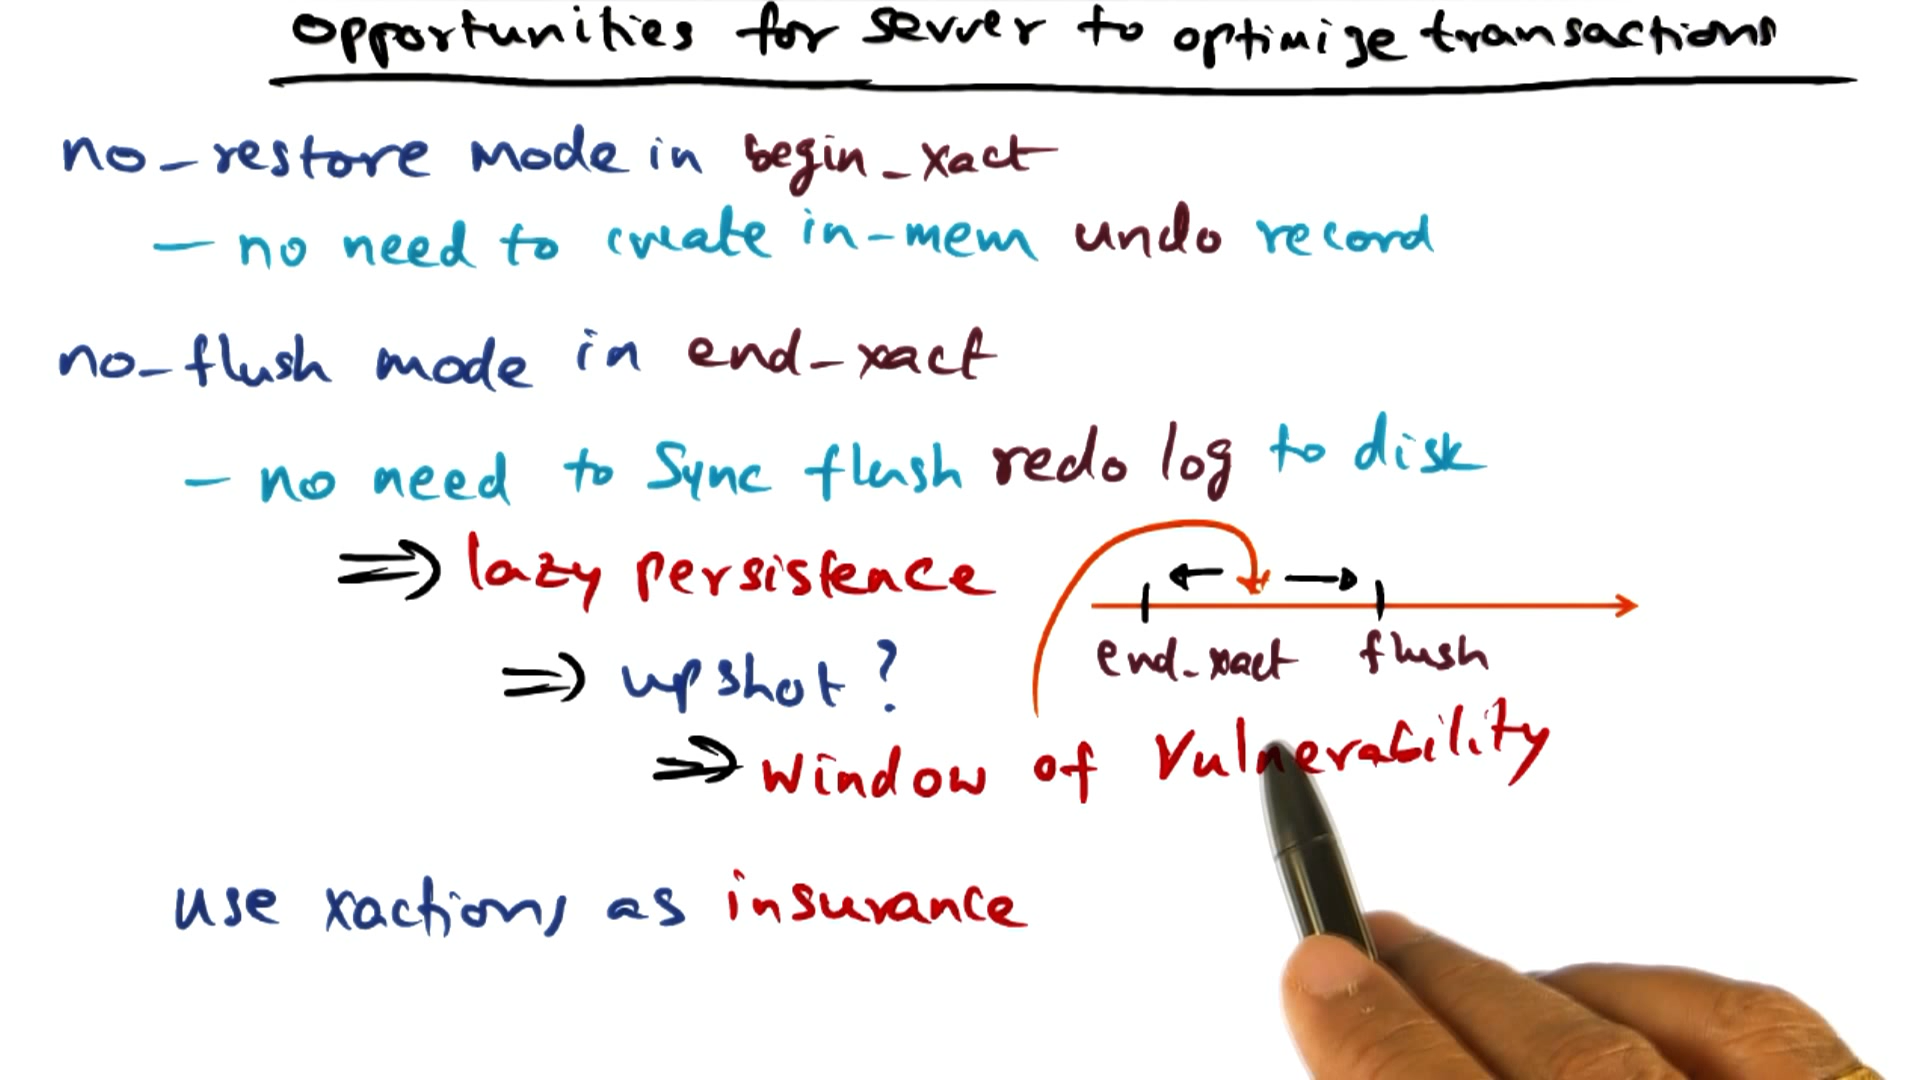 opportunities for server to optimize transactions
no_restore mode in begin_xact
- no need to create in-mem undo record
no_flush mode in end_xact
- no need to sync flush redo log to disk
⇒ lazy persistence
end_xact flush
⇒ upshot?
⇒ window of vulnerability
use xactions as insurance